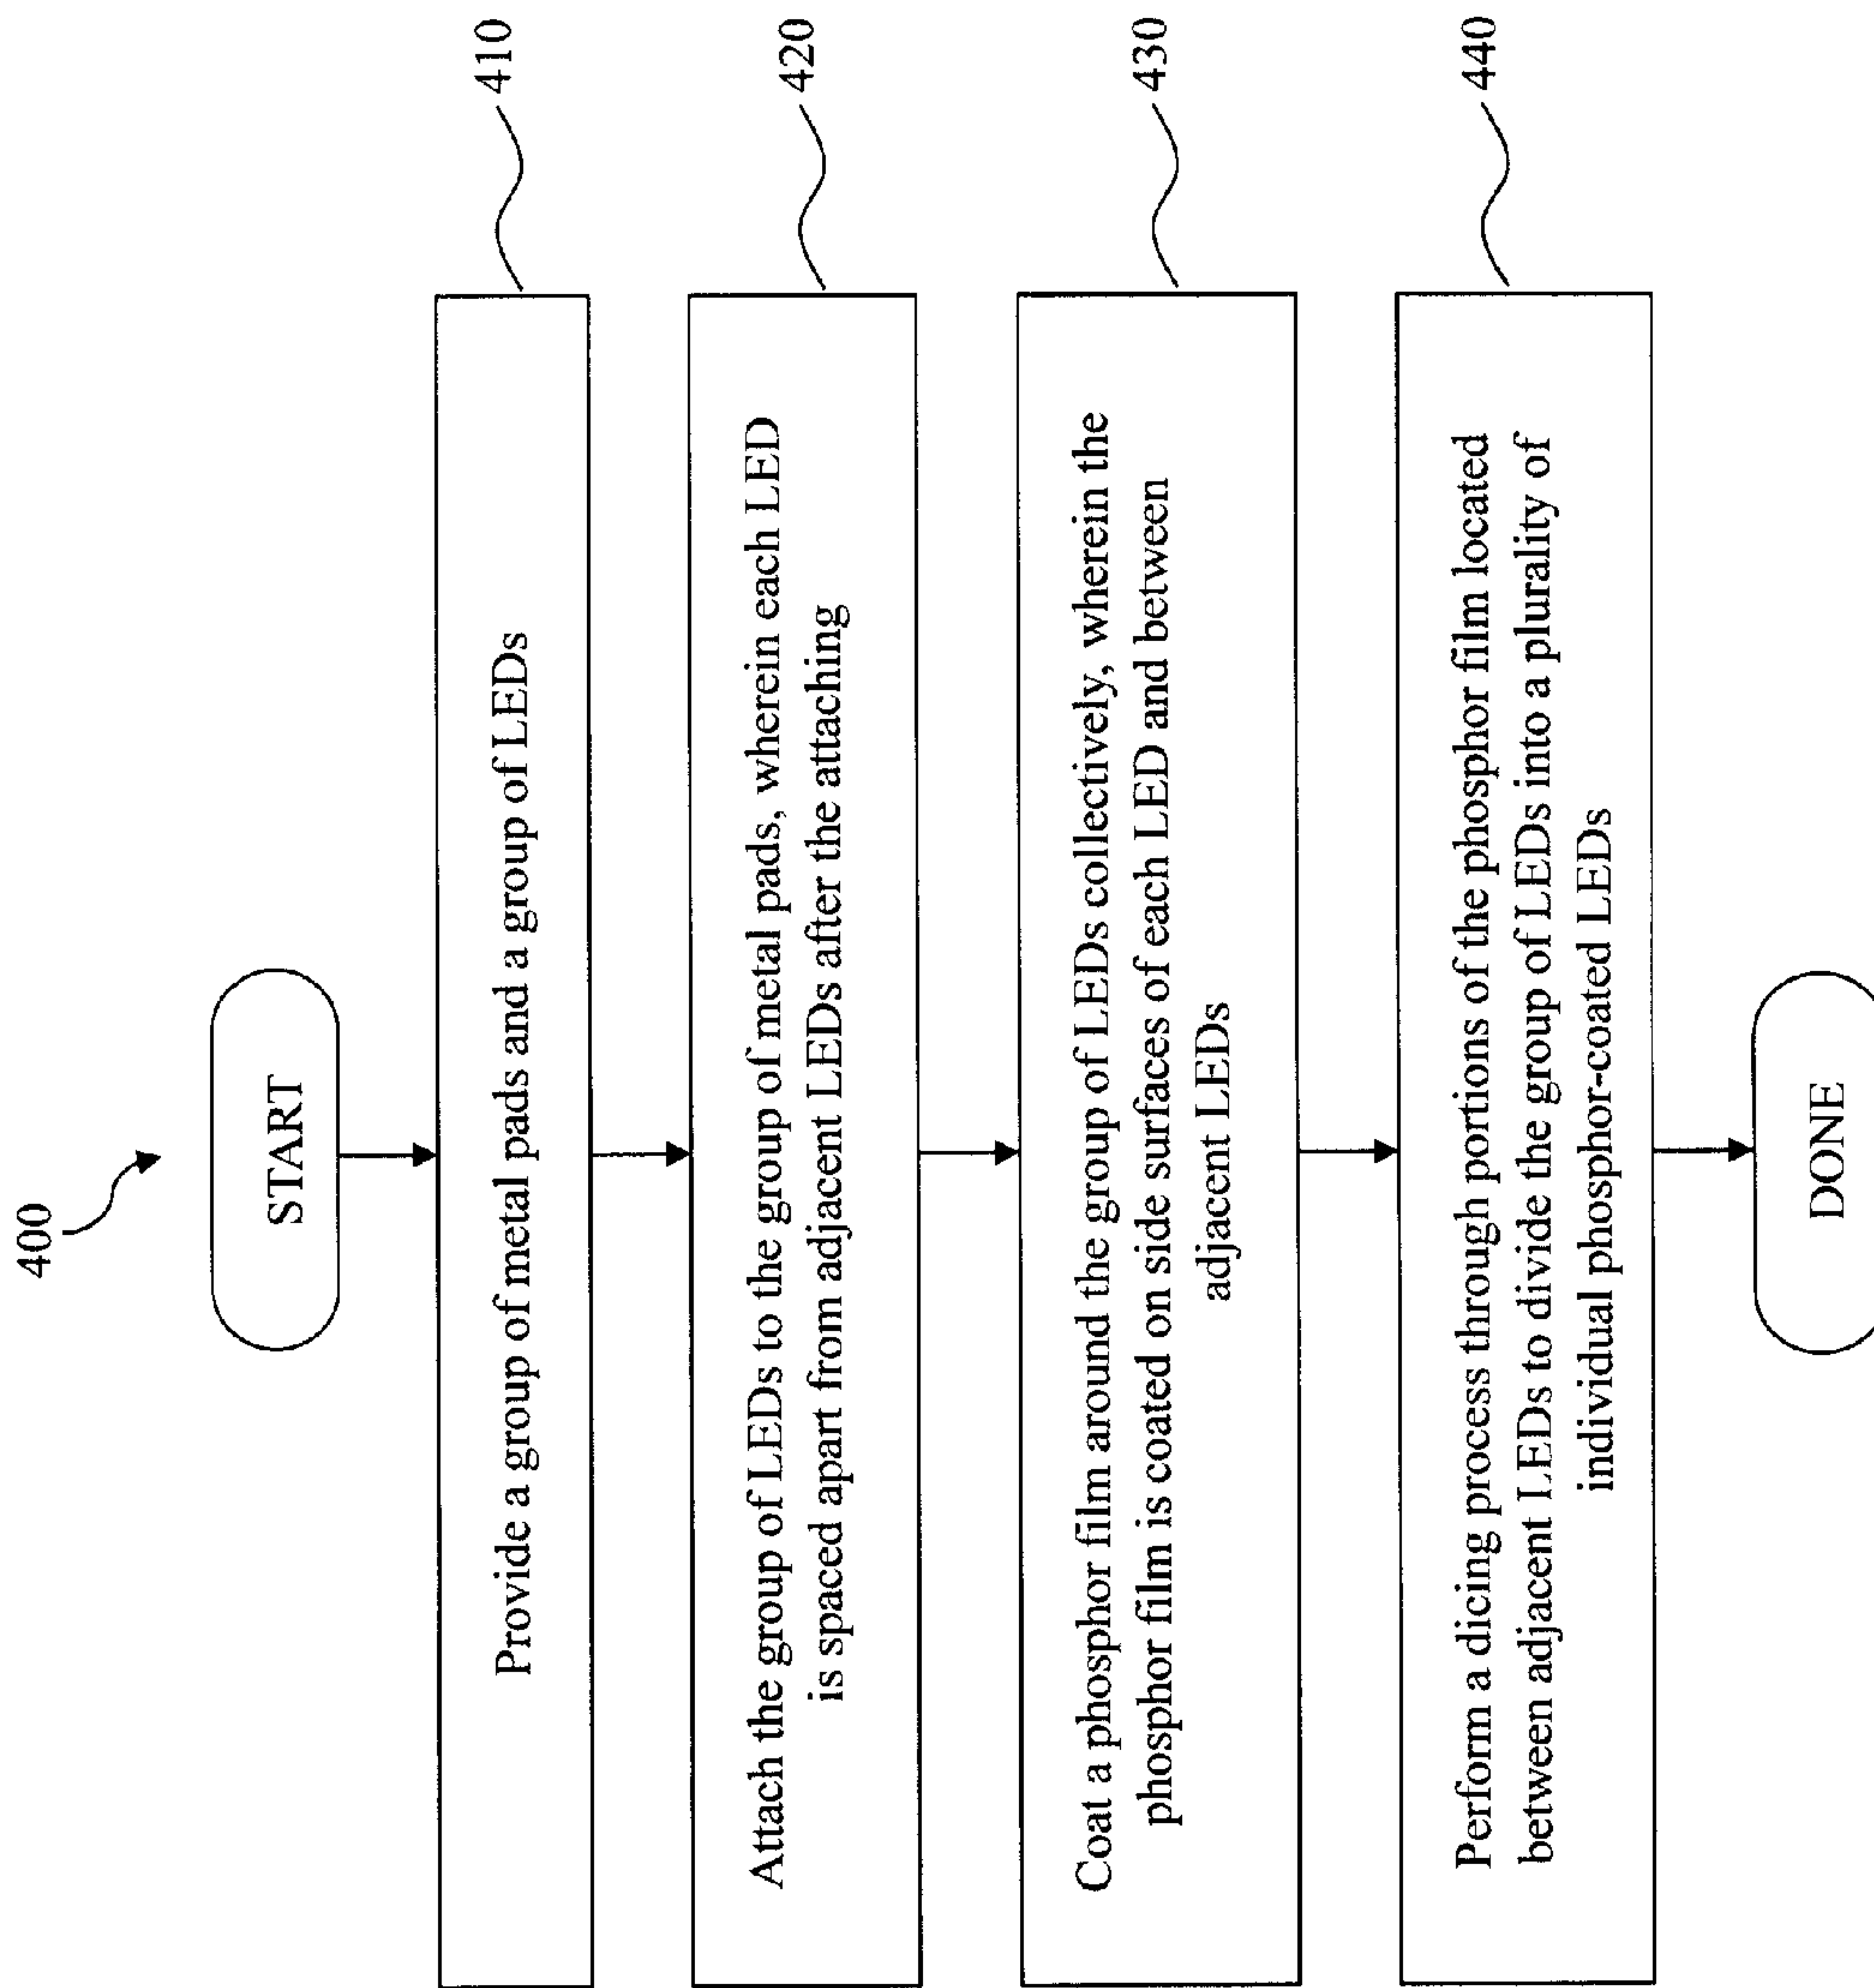 400
START
Provide a group of metal pads and a group of LEDs
410
Attach the group of LEDs to the group of metal pads, wherein each LED
is spaced apart from adjacent LEDs after the attaching
420
Coat a phosphor film around the group of LEDs collectively, wherein the
phosphor film is coated on side surfaces of each LED and between
adjacent LEDs
430
Perform a dicing process through portions of the phosphor film located
between adjacent LEDs to divide the group of LEDs into a plurality of
individual phosphor-coated LEDs
440
DONE